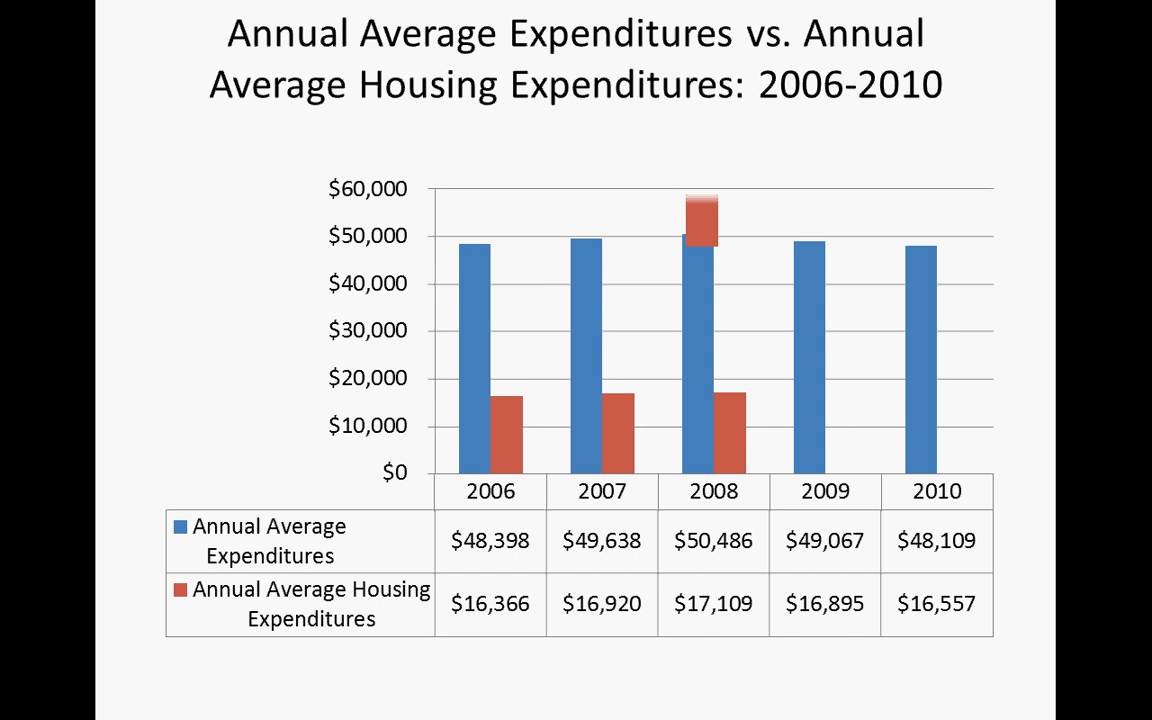 Annual Average Expenditures vs. Annual
Average Housing Expenditures: 2006-2010
$60,000
$50,000
$40,000
$30,000
$20,000
$10,000
$0
2006 2007 2008 2009 2010
Annual Average
Expenditures
$48,398 $49,638 $50,486 $49,067 $48,109
Annual Average Housing
Expenditures
$16,366 $16,920 $17,109 $16,895 $16,557